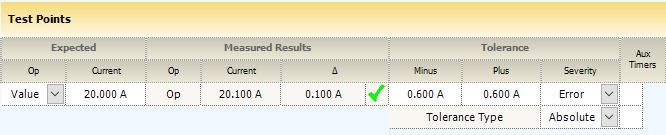 Test Points
Expected Measured Results Tolerance Aux Timers
Op Current Op Current Δ Minus Plus Severity
Value 20.000 A Op 20.100 A 0.100 A 0.600 A 0.600 A Error
Tolerance Type Absolute